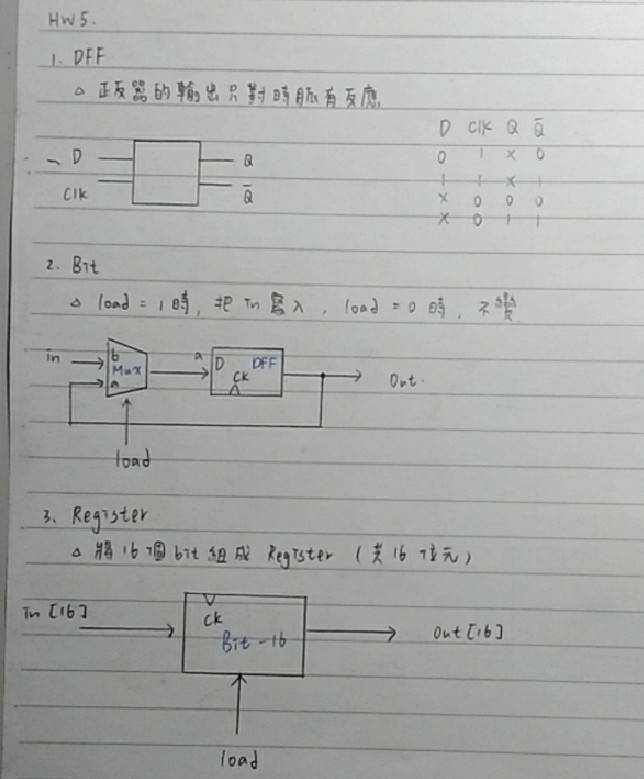 HW5.
1. DFF
△ 正反器的輸出只對時脈有反應
D Clk Q Q̅
0 1 x 0
1 1 x 1
x 0 0 0
x 0 1 1
D Q
Clk Q̅
2. Bit
△ load = 1 時, 把 in 寫入, load = 0 時, 不變
in b Mux a a D DFF CK Out.
load
3. Register
△ 將 16 個 bit 組成 Register (共 16 位元)
in [16] CK Bit-16 Out [16]
load